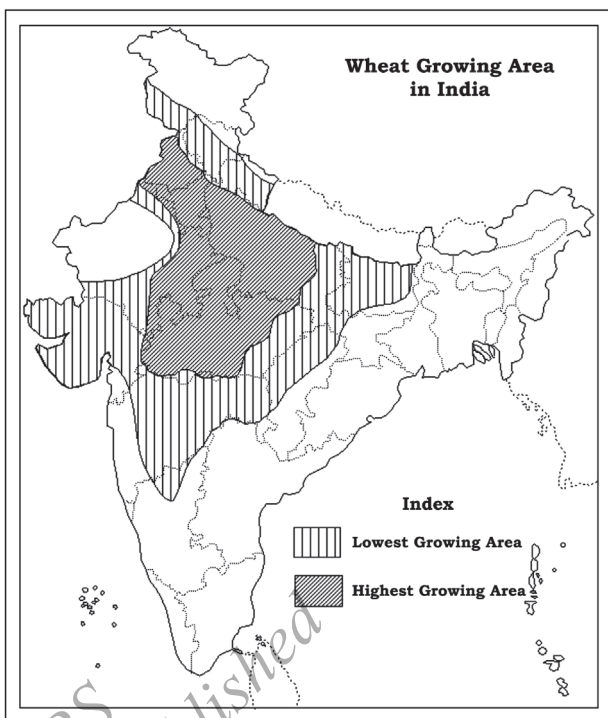 Wheat Growing Area
in India
Index
Lowest Growing Area
Highest Growing Area